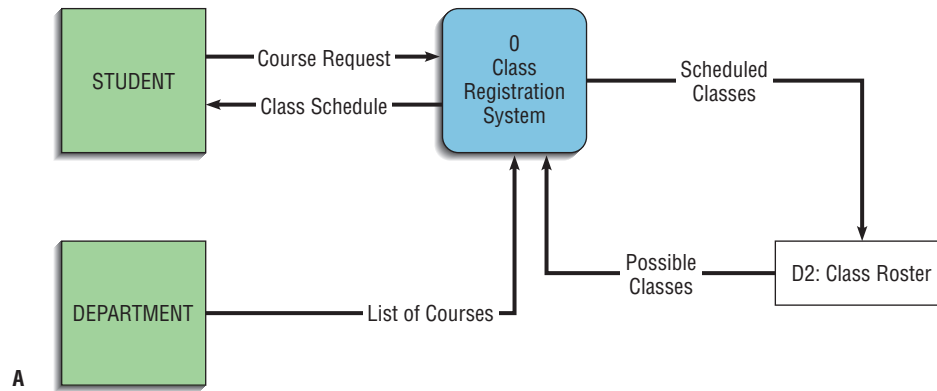 STUDENT
Course Request
Class Schedule
0
Class
Registration
System
Scheduled
Classes
DEPARTMENT
List of Courses
Possible
Classes
D2: Class Roster
A